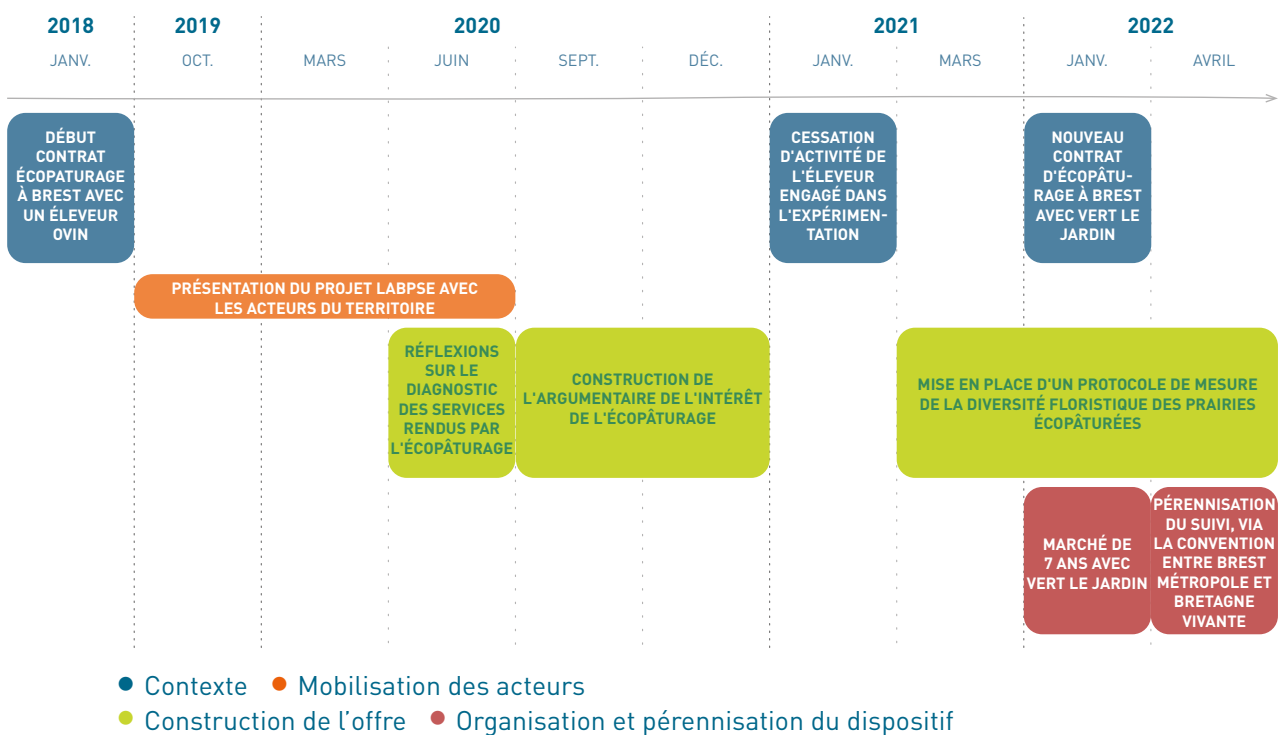 2018 2019 2020 2021 2022
JANV. OCT. MARS JUIN SEPT. DÉC. JANV. MARS JANV. AVRIL
DÉBUT
CONTRAT
ÉCOPATURAGE
À BREST AVEC
UN ÉLEVEUR
OVIN
CESSATION
D'ACTIVITÉ DE
L'ÉLEVEUR
ENGAGÉ DANS
L'EXPÉRIMEN-
TATION
NOUVEAU
CONTRAT
D'ÉCOPÂTU-
RAGE À BREST
AVEC VERT LE
JARDIN
PRÉSENTATION DU PROJET LABPSE AVEC
LES ACTEURS DU TERRITOIRE
RÉFLEXIONS
SUR LE
DIAGNOSTIC
DES SERVICES
RENDUS PAR
L'ÉCOPÂTURAGE
CONSTRUCTION DE
L'ARGUMENTAIRE DE L'INTÉRÊT
DE L'ÉCOPÂTURAGE
MISE EN PLACE D'UN PROTOCOLE DE MESURE
DE LA DIVERSITÉ FLORISTIQUE DES PRAIRIES
ÉCOPÂTURÉES
MARCHÉ DE
7 ANS AVEC
VERT LE JARDIN
PÉRENNISATION
DU SUIVI, VIA
LA CONVENTION
ENTRE BREST
MÉTROPOLE ET
BRETAGNE
VIVANTE
Contexte Mobilisation des acteurs
Construction de l’offre Organisation et pérennisation du dispositif